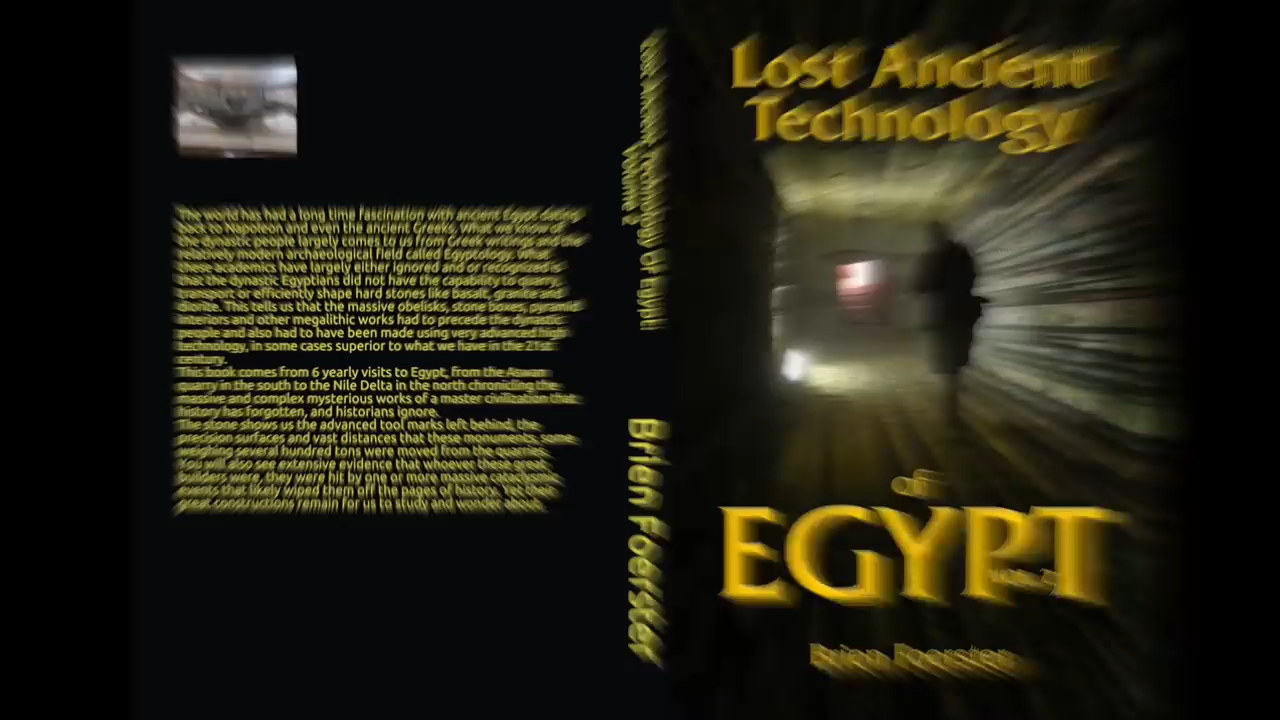 The world has had a long time fascination with ancient Egypt dating
back to Napoleon, and even the ancient Greeks. What we know of
the dynastic people largely comes to us from Greek writings and the
relatively modern archaeological field called Egyptology. What
these academics have largely either ignored and or recognized is
that the dynastic Egyptians did not have the capability to quarry,
transport or efficiently shape hard stones like basalt, granite and
diorite. This tells us that the massive obelisks, stone boxes, pyramid
interiors and other megalithic works had to precede the dynastic
people and also had to have been made using very advanced high
technology, in some cases superior to what we have in the 21st
century.
This book comes from 6 yearly visits to Egypt, from the Aswan
quarry in the south to the Nile Delta in the north chronicling the
massive and complex mysterious works of a master civilization that
history has forgotten, and historians ignore.
The stone shows us the advanced tool marks left behind, the
precision surfaces and vast distances that these monuments, some
weighing several hundred tons were moved from the quarries.
You will also see extensive evidence that whoever these great
builders were, they were hit by one or more massive cataclysmic
events that likely wiped them off the pages of history. Yet their
great constructions remain for us to study and wonder about.
Lost Ancient Technology Of Egypt
Volume 2
Brien Foerster
Lost Ancient
Technology
of
EGYPT
Brien Foerster